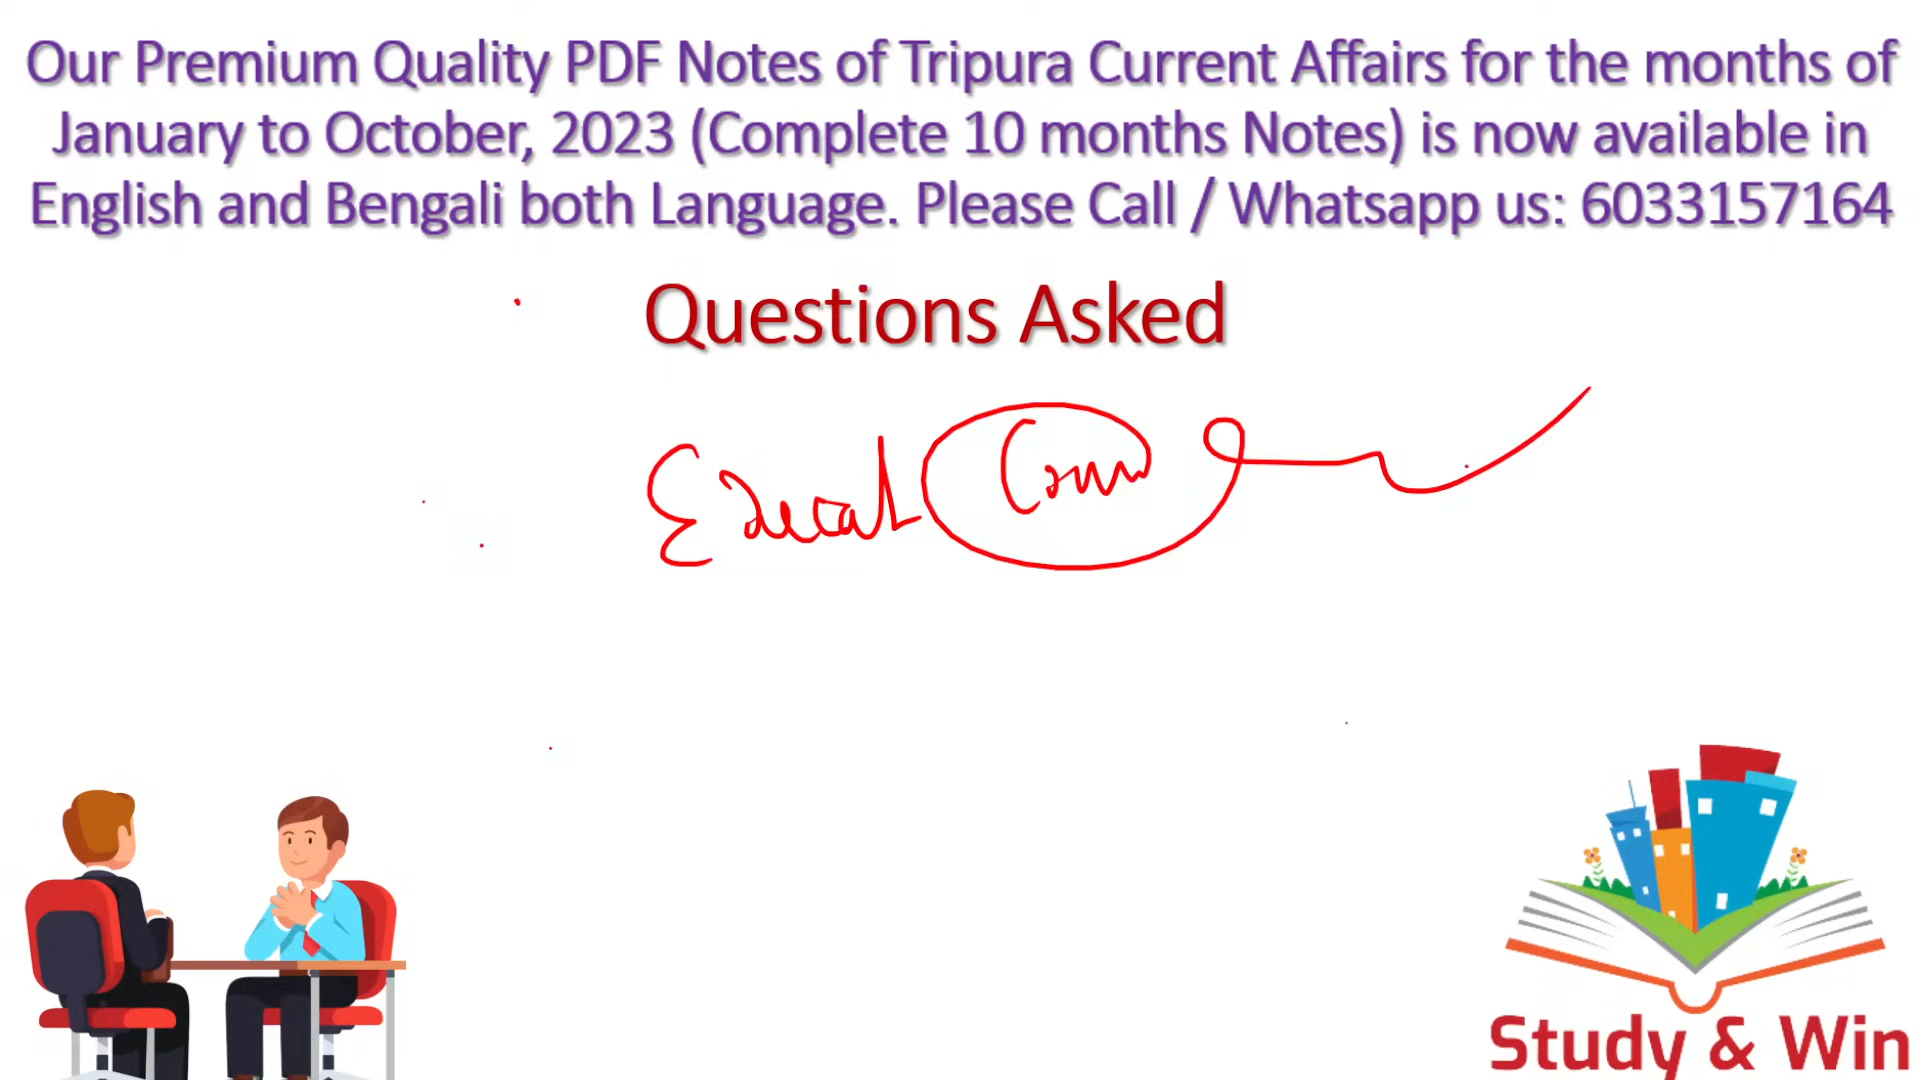 Our Premium Quality PDF Notes of Tripura Current Affairs for the months of
January to October, 2023 (Complete 10 months Notes) is now available in
English and Bengali both Language. Please Call / Whatsapp us: 6033157164
Questions Asked
Study & Win